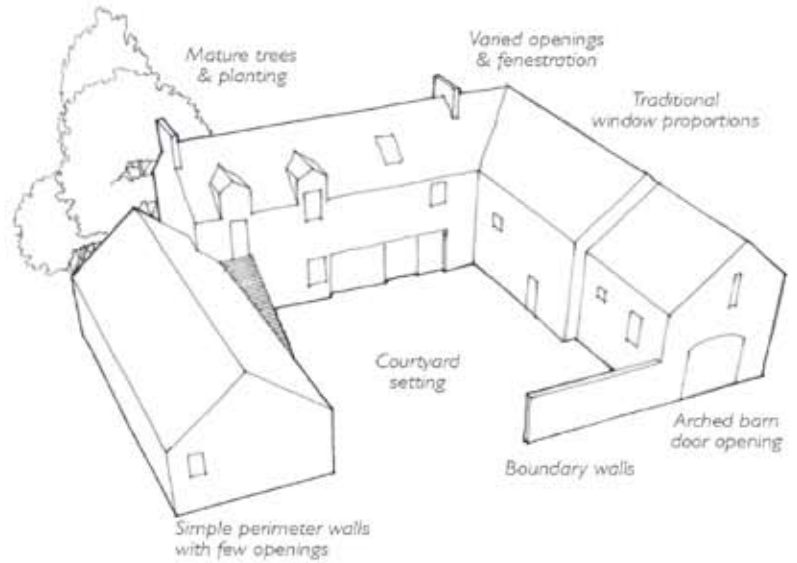 Mature trees
& planting
Varied openings
& fenestration
Traditional
window proportions
Courtyard
setting
Arched barn
door opening
Boundary walls
Simple perimeter walls
with few openings